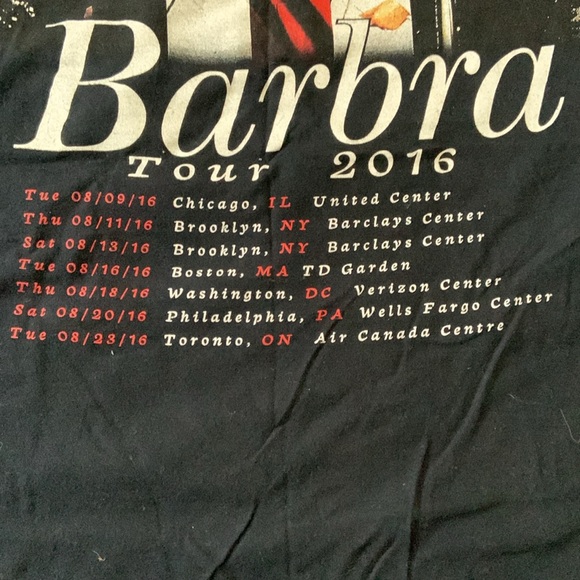 Barbra
Tour 2016
Tue 08/09/16 Chicago, IL United Center
Thu 08/11/16 Brooklyn, NY Barclays Center
Sat 08/13/16 Brooklyn, NY Barclays Center
Tue 08/16/16 Boston, MA TD Garden
Thu 08/18/16 Washington, DC Verizon Center
Sat 08/20/16 Philadelphia, PA Wells Fargo Center
Tue 08/23/16 Toronto, ON Air Canada Centre